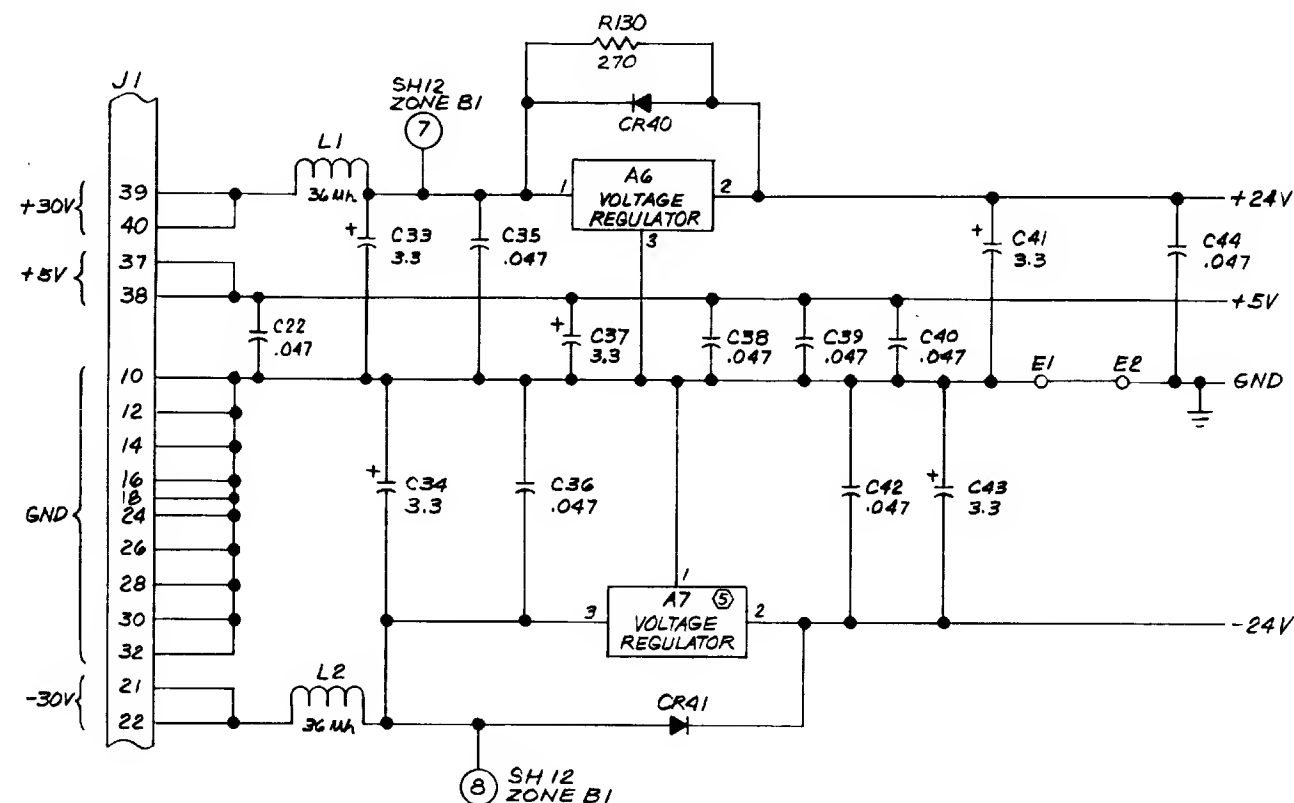 R130
270
J1
SH12
ZONE B1
7
CR40
L1
36 Mh
39
40
+30V
1
A6
VOLTAGE
REGULATOR
2
3
+24V
+ C33
3.3
C35
.047
+ C41
3.3
C44
.047
37
38
+5V
+5V
C22
.047
+ C37
3.3
C38
.047
C39
.047
C40
.047
E1
E2
GND
10
12
14
16
18
24
26
28
30
32
GND
+ C34
3.3
C36
.047
C42
.047
+ C43
3.3
1
A7 5
VOLTAGE
REGULATOR
3
2
-24V
21
22
-30V
L2
36 Mh
CR41
8
SH 12
ZONE B1